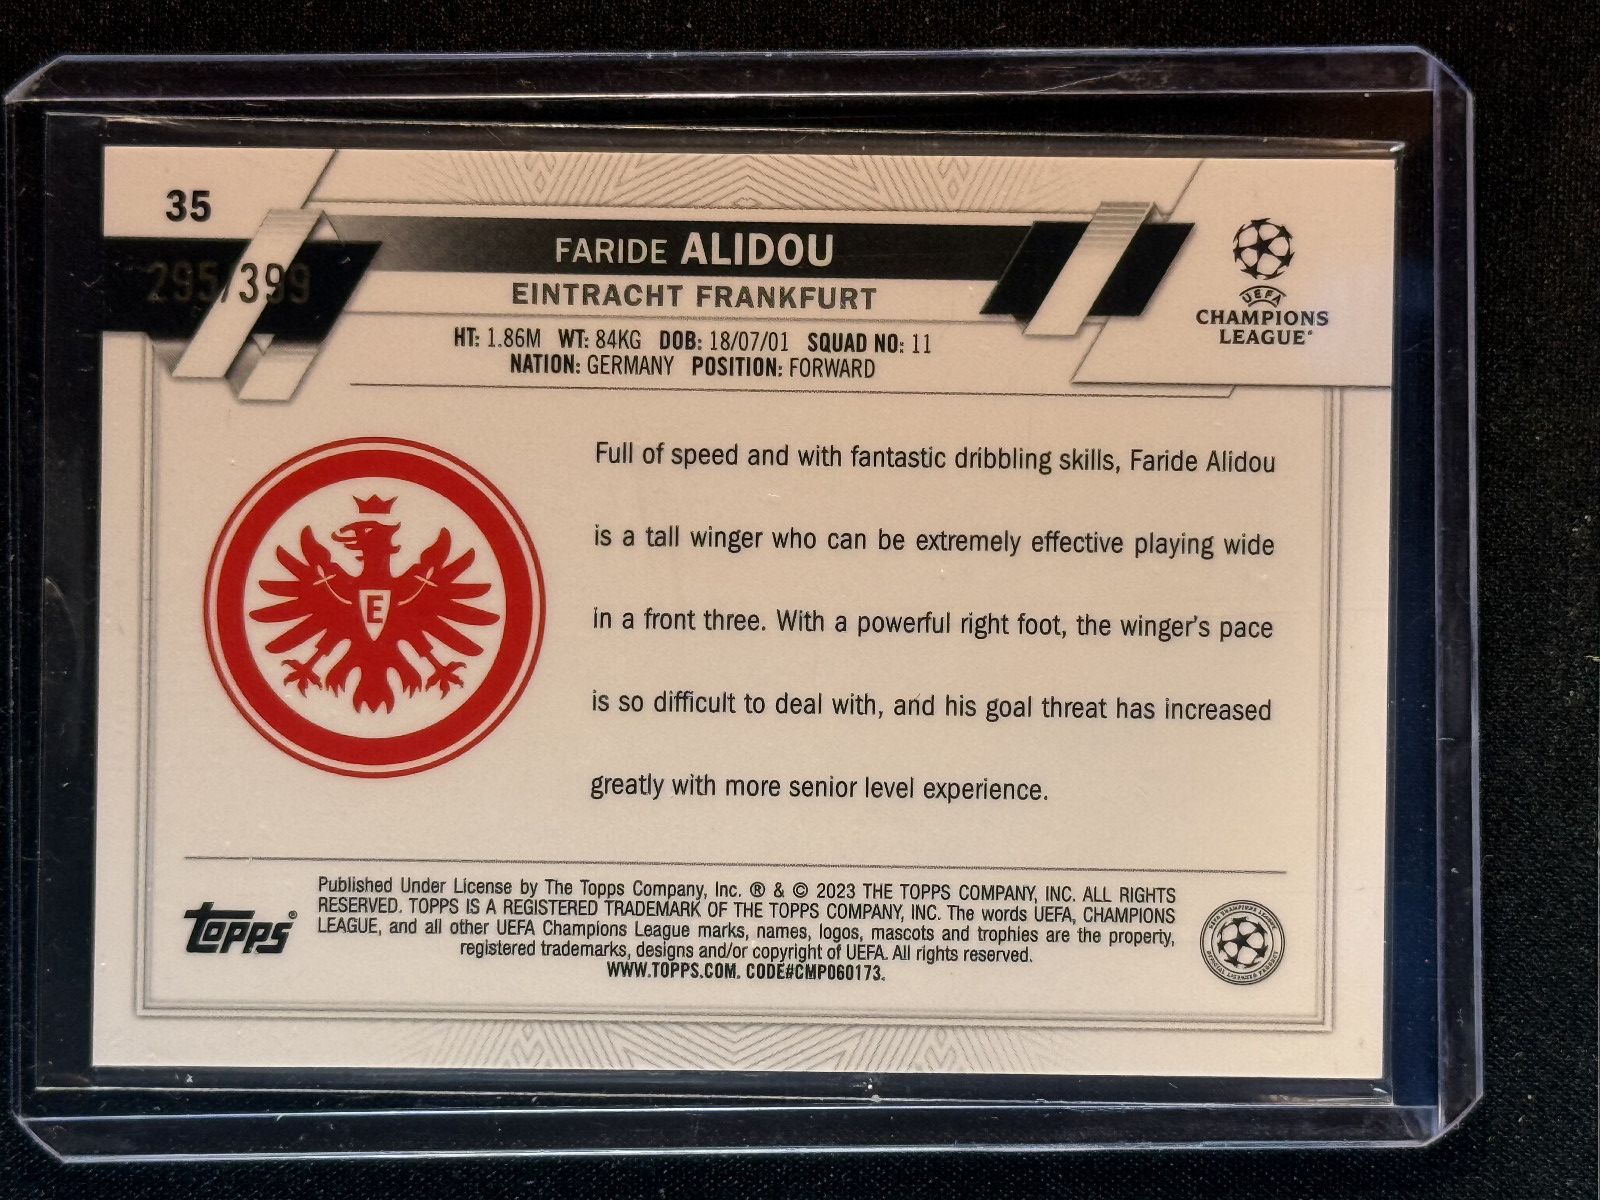 35
295/399
FARIDE ALIDOU
EINTRACHT FRANKFURT
HT: 1.86M WT: 84KG DOB: 18/07/01 SQUAD NO: 11
NATION: GERMANY POSITION: FORWARD
UEFA
CHAMPIONS
LEAGUE®
E
Full of speed and with fantastic dribbling skills, Faride Alidou
is a tall winger who can be extremely effective playing wide
in a front three. With a powerful right foot, the winger's pace
is so difficult to deal with, and his goal threat has increased
greatly with more senior level experience.
topps®
Published Under License by The Topps Company, Inc. ® & © 2023 THE TOPPS COMPANY, INC. ALL RIGHTS
RESERVED. TOPPS IS A REGISTERED TRADEMARK OF THE TOPPS COMPANY, INC. The words UEFA, CHAMPIONS
LEAGUE, and all other UEFA Champions League marks, names, logos, mascots and trophies are the property,
registered trademarks, designs and/or copyright of UEFA. All rights reserved.
WWW.TOPPS.COM. CODE#CMP060173.
UEFA CHAMPIONS LEAGUE
OFFICIAL LICENSED PRODUCT